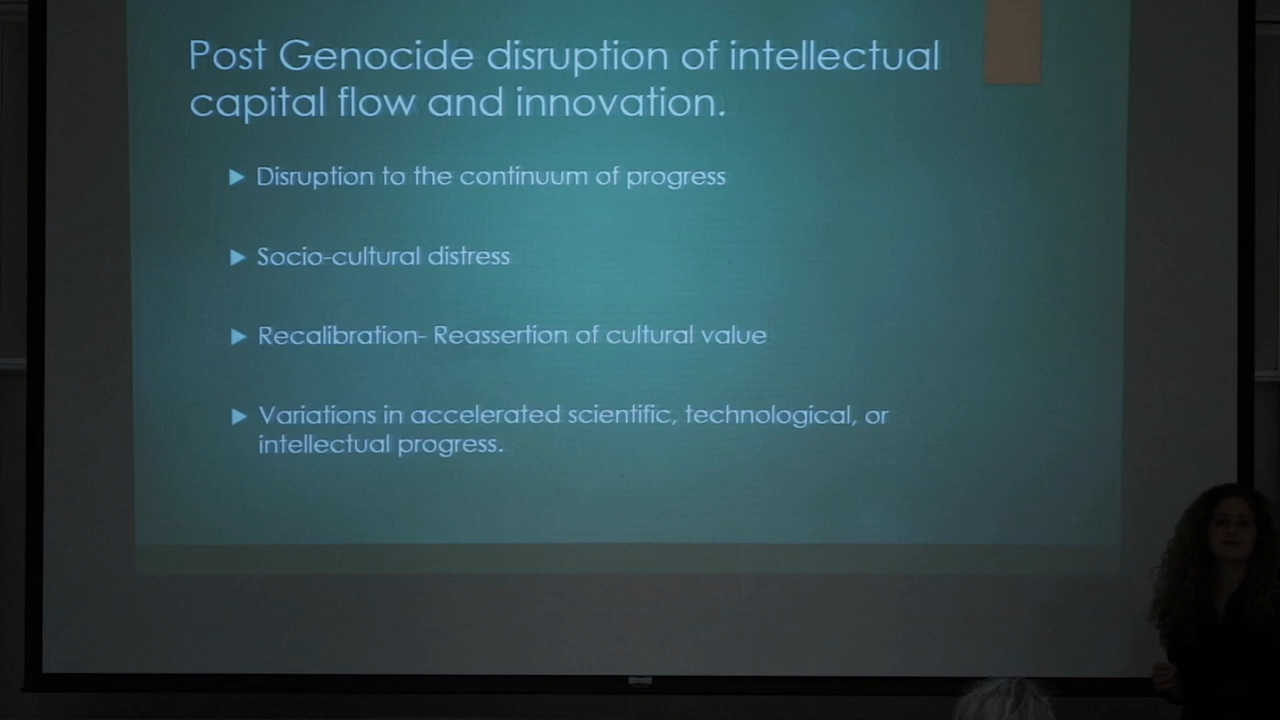 Post Genocide disruption of intellectual
capital flow and innovation.
Disruption to the continuum of progress
Socio-cultural distress
Recalibration- Reassertion of cultural value
Variations in accelerated scientific, technological, or
intellectual progress.